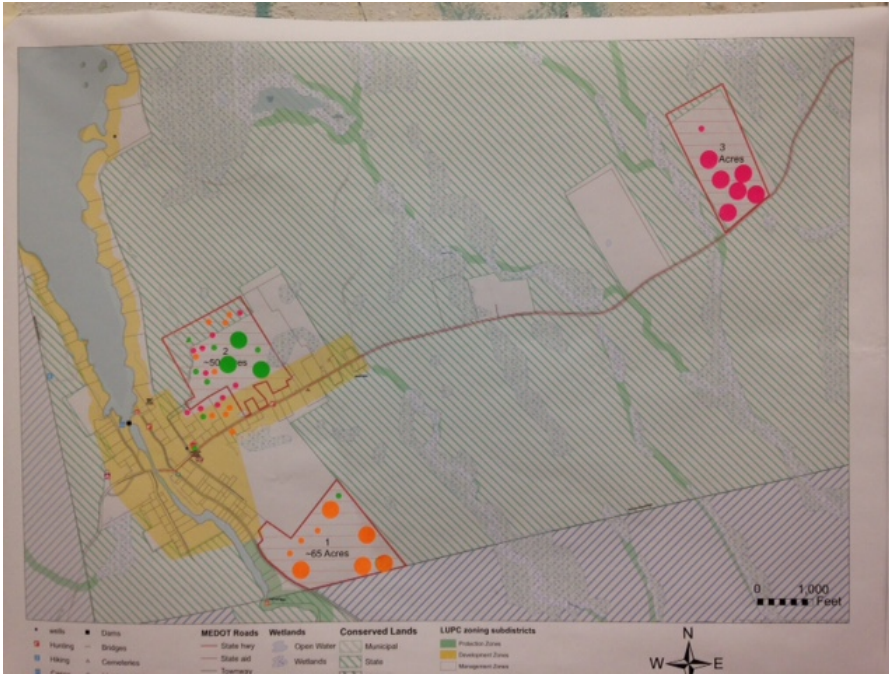 3
Acres
2
~50 Acres
1
~65 Acres
0 1,000
Feet
N
W E
wells
Hunting
Hiking
Dams
Bridges
Cemeteries
MEDOT Roads
State hwy
State aid
Townway
Wetlands
Open Water
Wetlands
Conserved Lands
Municipal
State
LUPC zoning subdistricts
Protection Zones
Development Zones
Management Zones